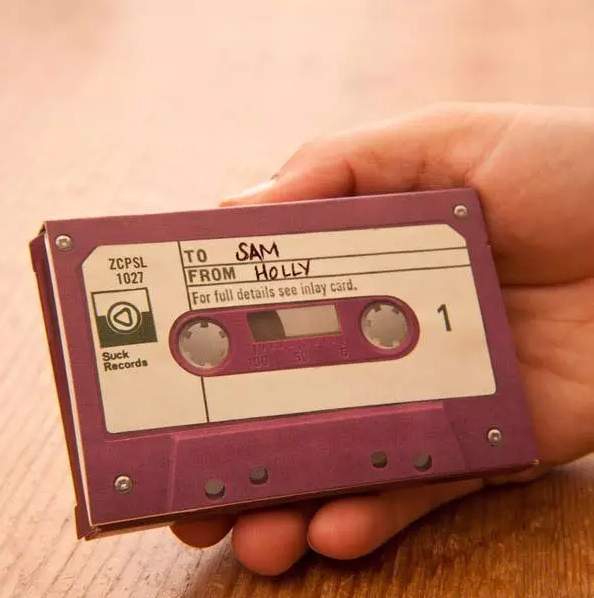 ZCPSL
1027
TO SAM
FROM HOLLY
For full details see inlay card.
1
Suck
Records